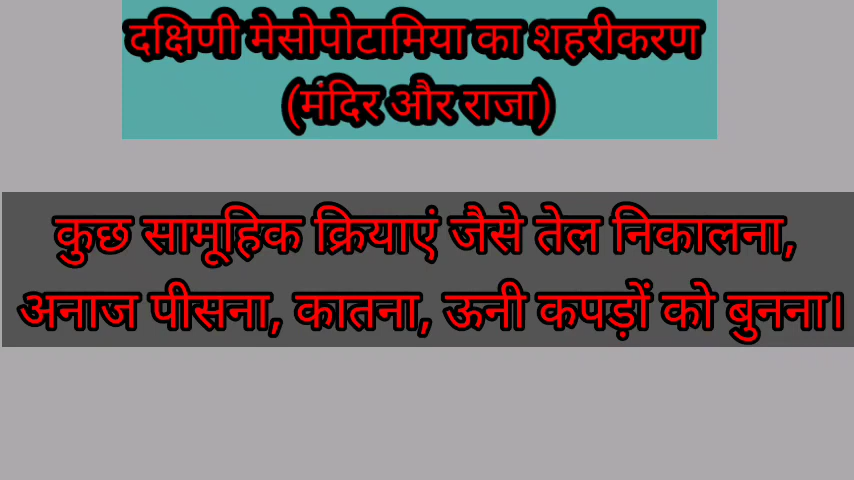 दक्षिणी मेसोपोटामिया का शहरीकरण
(मंदिर और राजा)
कुछ सामूहिक क्रियाएं जैसे तेल निकालना,
अनाज पीसना, कातना, ऊनी कपड़ों को बुनना।